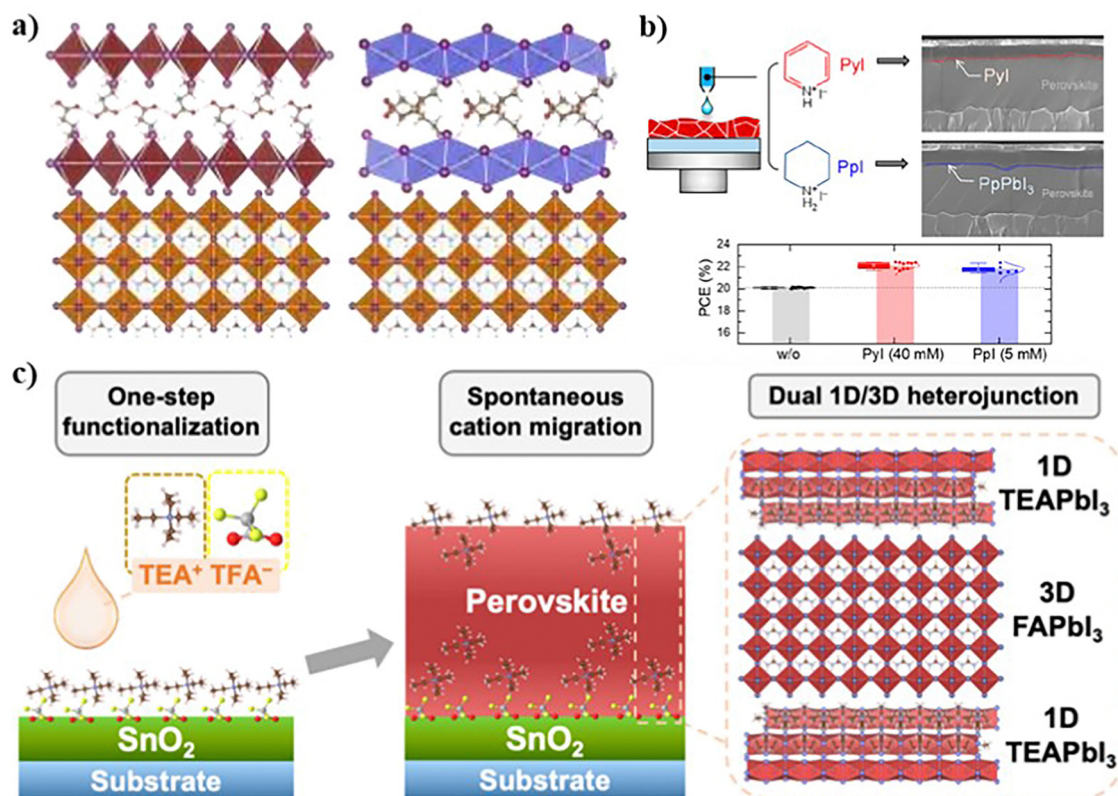 a)
b)
PyI
N⁺ I⁻
H
PpI
N⁺ I⁻
H₂
PyI
Perovskite
PpPbI₃
Perovskite
PCE (%)
22
20
18
16
w/o
PyI (40 mM)
PpI (5 mM)
c)
One-step
functionalization
TEA⁺ TFA⁻
SnO₂
Substrate
Spontaneous
cation migration
Perovskite
SnO₂
Substrate
Dual 1D/3D heterojunction
1D
TEAPbI₃
3D
FAPbI₃
1D
TEAPbI₃